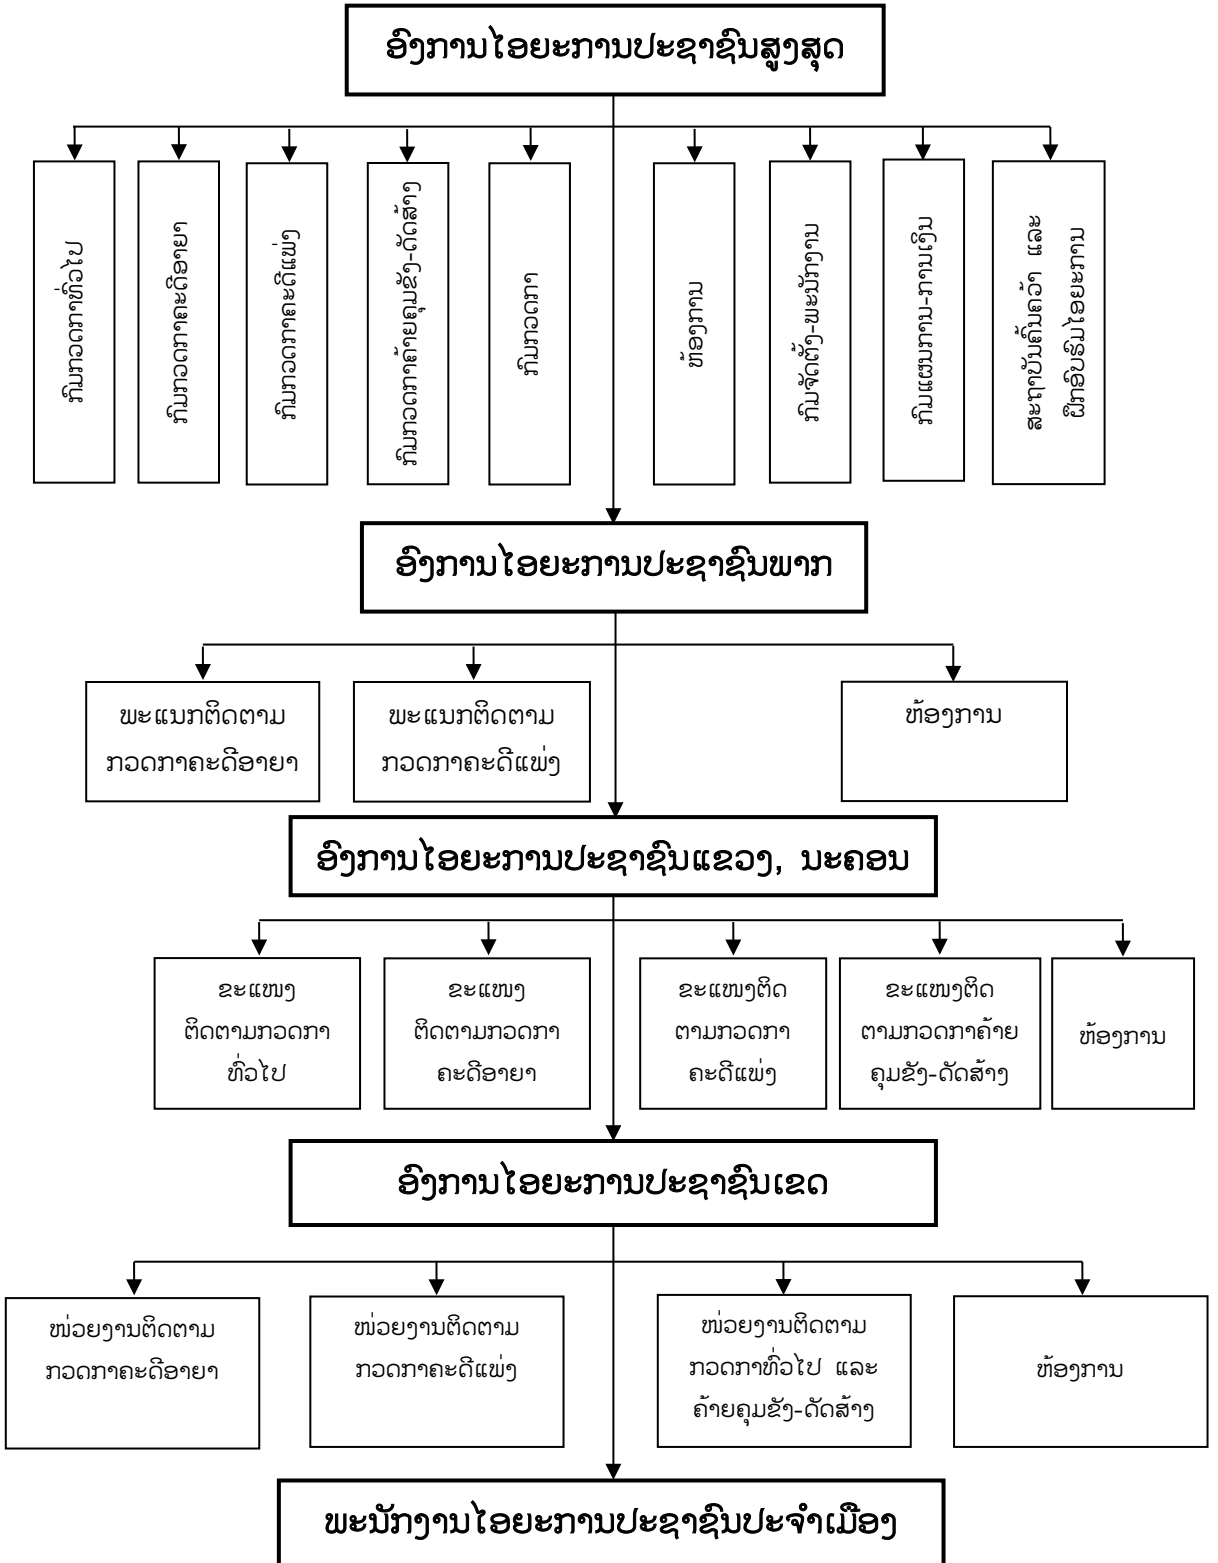 ອົງການໄອຍະການປະຊາຊົນສູງສຸດ
ກົມກວດກາທົ່ວໄປ
ກົມກວດກາຄະດີອາຍາ
ກົມກວດກາຄະດີແພ່ງ
ກົມກວດກາຄ້າຍຄຸມຂັງ-ດັດສ້າງ
ກົມກວດກາ
ຫ້ອງການ
ກົມຈັດຕັ້ງ-ພະນັກງານ
ກົມແຜນການ-ການເງິນ
ສະຖາບັນຄົ້ນຄວ້າ ແລະ
ຝຶກອົບຮົມໄອຍະການ
ອົງການໄອຍະການປະຊາຊົນພາກ
ພະແນກຕິດຕາມ
ກວດກາຄະດີອາຍາ
ພະແນກຕິດຕາມ
ກວດກາຄະດີແພ່ງ
ຫ້ອງການ
ອົງການໄອຍະການປະຊາຊົນແຂວງ, ນະຄອນ
ຂະແໜງ
ຕິດຕາມກວດກາ
ທົ່ວໄປ
ຂະແໜງ
ຕິດຕາມກວດກາ
ຄະດີອາຍາ
ຂະແໜງຕິດ
ຕາມກວດກາ
ຄະດີແພ່ງ
ຂະແໜງຕິດ
ຕາມກວດກາຄ້າຍ
ຄຸມຂັງ-ດັດສ້າງ
ຫ້ອງການ
ອົງການໄອຍະການປະຊາຊົນເຂດ
ໜ່ວຍງານຕິດຕາມ
ກວດກາຄະດີອາຍາ
ໜ່ວຍງານຕິດຕາມ
ກວດກາຄະດີແພ່ງ
ໜ່ວຍງານຕິດຕາມ
ກວດກາທົ່ວໄປ ແລະ
ຄ້າຍຄຸມຂັງ-ດັດສ້າງ
ຫ້ອງການ
ພະນັກງານໄອຍະການປະຊາຊົນປະຈຳເມືອງ